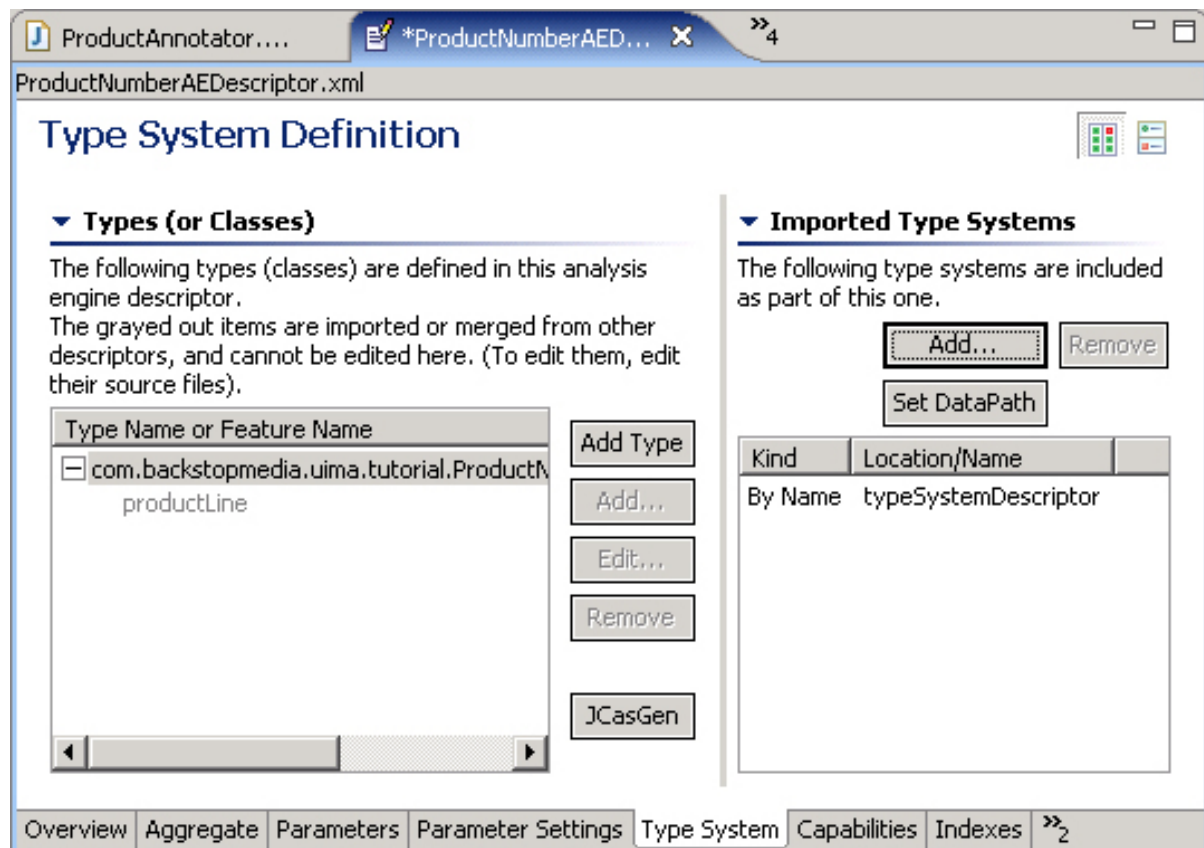 ProductAnnotator....
*ProductNumberAED...
»4
ProductNumberAEDescriptor.xml
Type System Definition
Types (or Classes)
The following types (classes) are defined in this analysis
engine descriptor.
The grayed out items are imported or merged from other
descriptors, and cannot be edited here. (To edit them, edit
their source files).
Type Name or Feature Name
com.backstopmedia.uima.tutorial.ProductN
productLine
Add Type
Add...
Edit...
Remove
JCasGen
Imported Type Systems
The following type systems are included
as part of this one.
Add...
Remove
Set DataPath
Kind
Location/Name
By Name
typeSystemDescriptor
Overview
Aggregate
Parameters
Parameter Settings
Type System
Capabilities
Indexes
»2